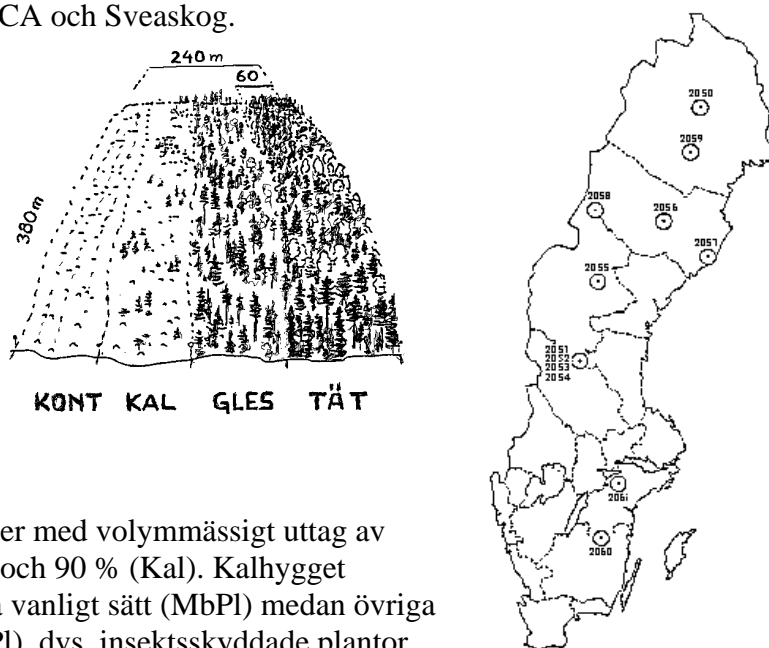 CA och Sveaskog.
240 m
60
380m
KONT KAL GLES TÄT
er med volymmässigt uttag av
och 90 % (Kal). Kalhygget
vanligt sätt (MbPl) medan övriga
Pl), dvs. insektsskyddade plantor
2050
2059
2058
2056
2057
2055
2051
2052
2053
2054
2061
2060